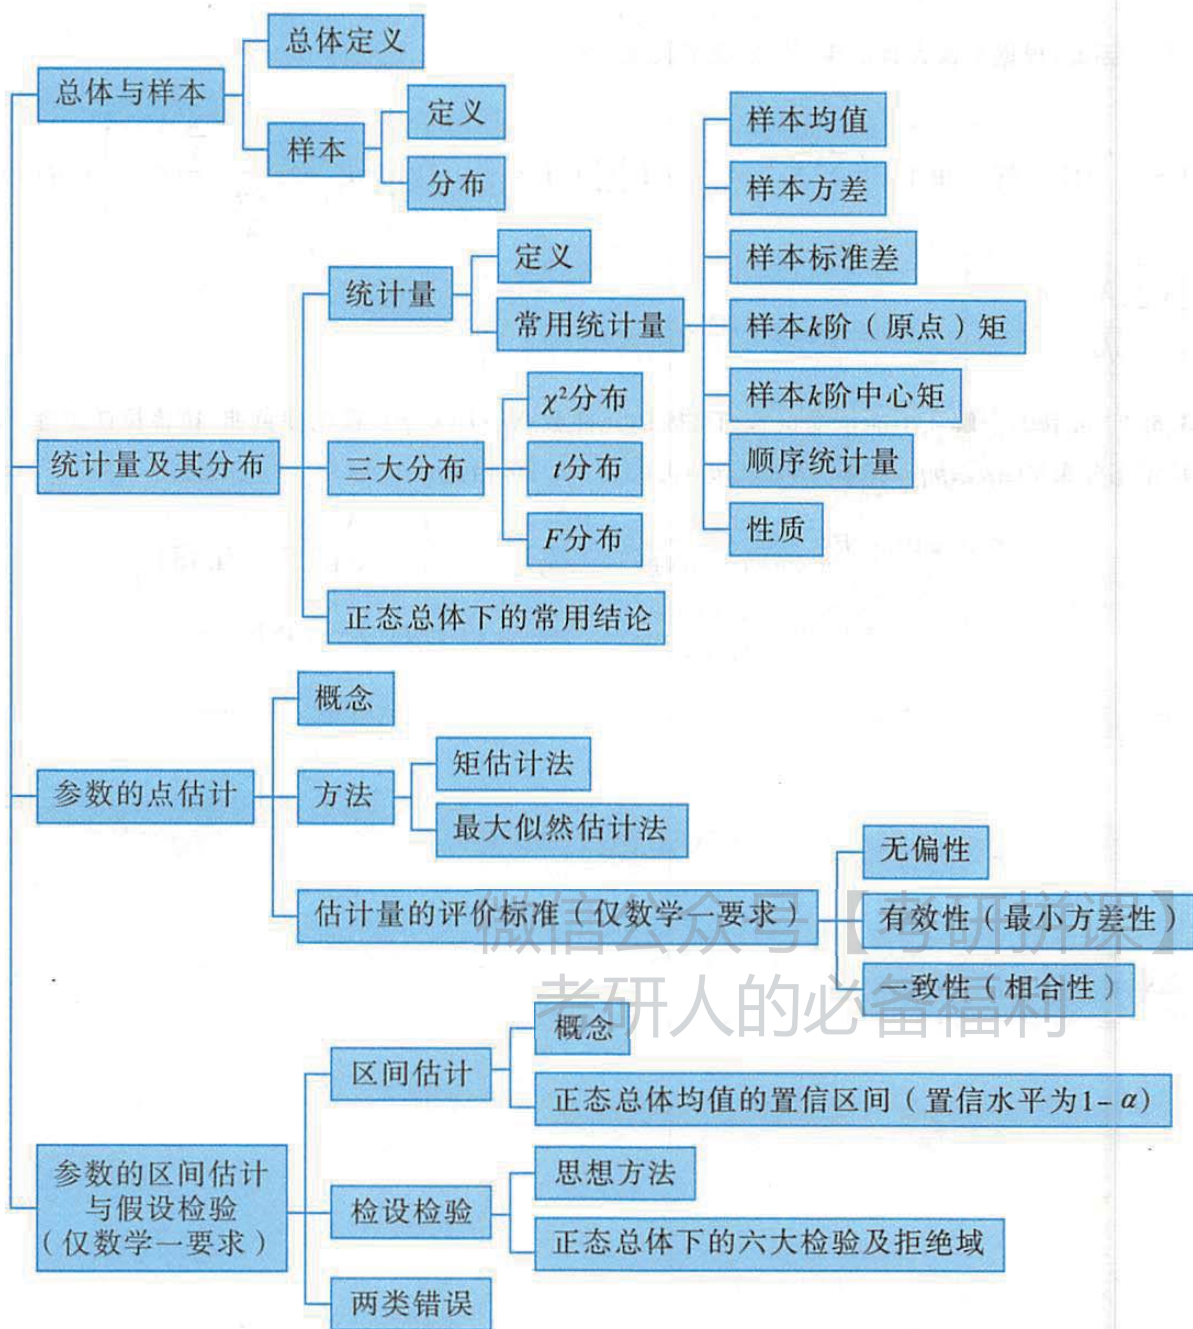 总体定义
总体与样本
样本
定义
分布
样本均值
样本方差
样本标准差
样本k阶（原点）矩
样本k阶中心矩
顺序统计量
性质
定义
统计量
常用统计量
χ²分布
统计量及其分布
三大分布
t分布
F分布
正态总体下的常用结论
概念
矩估计法
参数的点估计
方法
最大似然估计法
无偏性
估计量的评价标准（仅数学一要求）
有效性（最小方差性）
一致性（相合性）
微信公众号【考研拼课】
考研人的必备福利
概念
区间估计
正态总体均值的置信区间（置信水平为1-α）
参数的区间估计
与假设检验
（仅数学一要求）
思想方法
检设检验
正态总体下的六大检验及拒绝域
两类错误